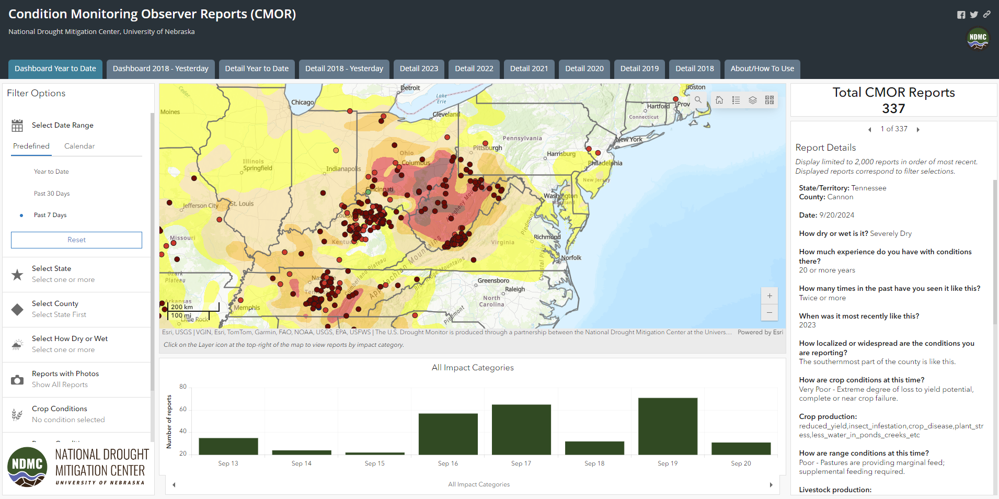 Condition Monitoring Observer Reports (CMOR)
National Drought Mitigation Center, University of Nebraska
NDMC
Dashboard Year to Date
Dashboard 2018 - Yesterday
Detail Year to Date
Detail 2018 - Yesterday
Detail 2023
Detail 2022
Detail 2021
Detail 2020
Detail 2019
Detail 2018
About/How To Use
Filter Options
Select Date Range
Predefined
Calendar
Year to Date
Past 30 Days
Past 7 Days
Reset
Select State
Select one or more
Select County
Select State First
Select How Dry or Wet
Select one or more
Reports with Photos
Show All Reports
Crop Conditions
No condition selected
NDMC
NATIONAL DROUGHT
MITIGATION CENTER
UNIVERSITY OF NEBRASKA
Cedar
Moines
Chicago
Detroit
Lake
Erie
Cleveland
Boston
Hartford
Prov
Connecticut
New York
Pennsylvania
Pittsburgh
Harrisburg
Philadelphia
New Jersey
Ohio
Columbus
Illinois
Springfield
Indianapolis
Cincinnati
Washington
Maryland
Jefferson City
St. Louis
Allegheny Mou
Piedmont
Missouri
Virginia
Richmond
Norfolk
Coastal Plain
Ozark
Plateau
Cumberland Plateau
Appalachian Mountains
Greensboro
Raleigh
North
Carolina
Piedmont
Arkansas
Memphis
Little Rock
200 km
100 mi
+
−
Esri, USGS | VGIN, Esri, TomTom, Garmin, FAO, NOAA, USGS, EPA, USFWS | The U.S. Drought Monitor is produced through a partnership between the National Drought Mitigation Center at the Univers...
Powered by Esri
Click on the Layer icon at the top-right of the map to view reports by impact category.
All Impact Categories
Number of reports
80
60
40
20
Sep 13
Sep 14
Sep 15
Sep 16
Sep 17
Sep 18
Sep 19
Sep 20
All Impact Categories
Total CMOR Reports
337
1 of 337
Report Details
Display limited to 2,000 reports in order of most recent.
Displayed reports correspond to filter selections.
State/Territory: Tennessee
County: Cannon
Date: 9/20/2024
How dry or wet is it? Severely Dry
How much experience do you have with conditions
there?
20 or more years
How many times in the past have you seen it like this?
Twice or more
When was it most recently like this?
2023
How localized or widespread are the conditions you
are reporting?
The southernmost part of the county is like this.
How are crop conditions at this time?
Very Poor - Extreme degree of loss to yield potential,
complete or near crop failure.
Crop production:
reduced_yield,insect_infestation,crop_disease,plant_str
ess,less_water_in_ponds_creeks_etc
How are range conditions at this time?
Poor - Pastures are providing marginal feed;
supplemental feeding required.
Livestock production: